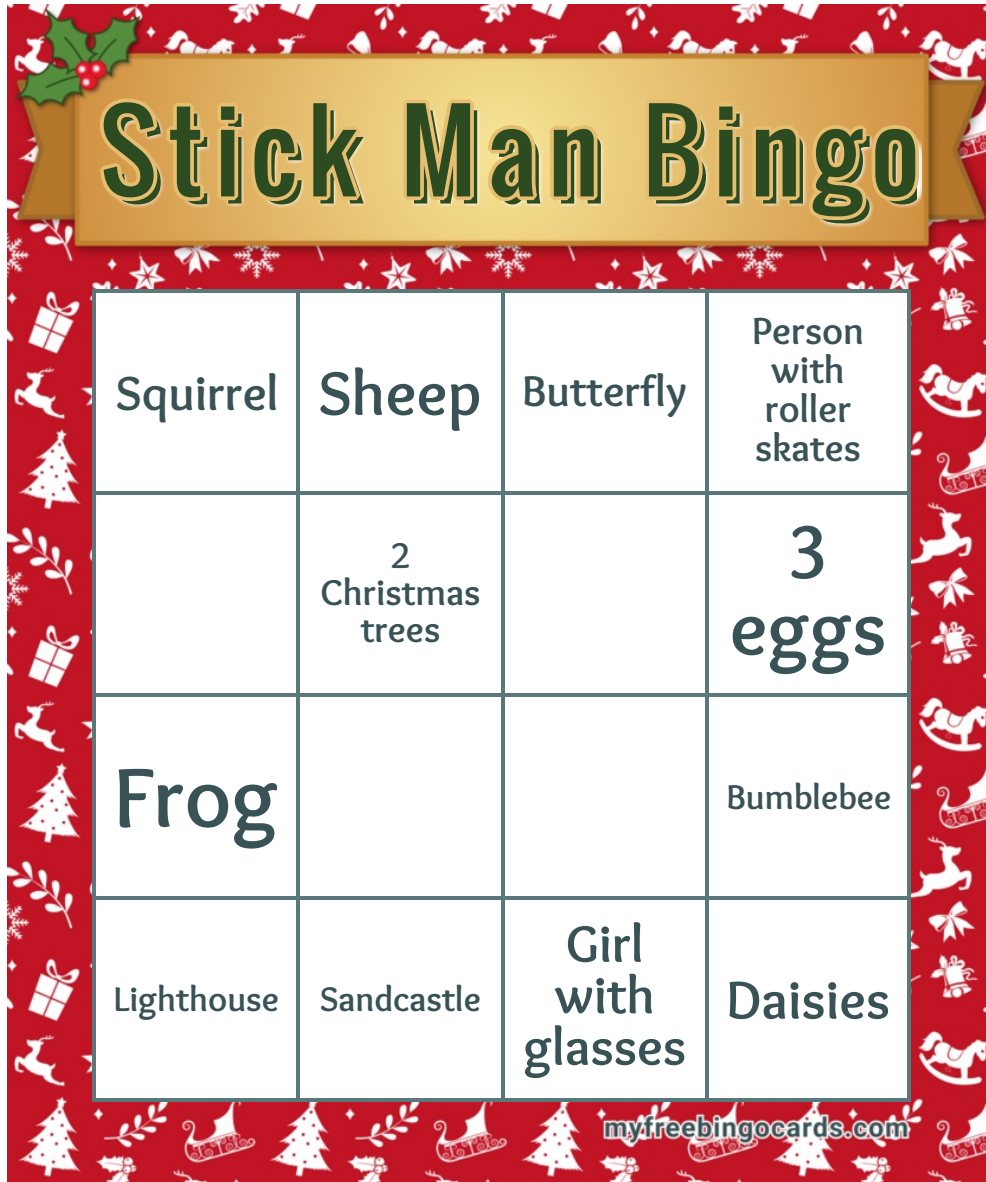 Stick Man Bingo
Squirrel
Sheep
Butterfly
Person
with
roller
skates
2
Christmas
trees
3
eggs
Frog
Bumblebee
Lighthouse
Sandcastle
Girl
with
glasses
Daisies
myfreebingocards.com